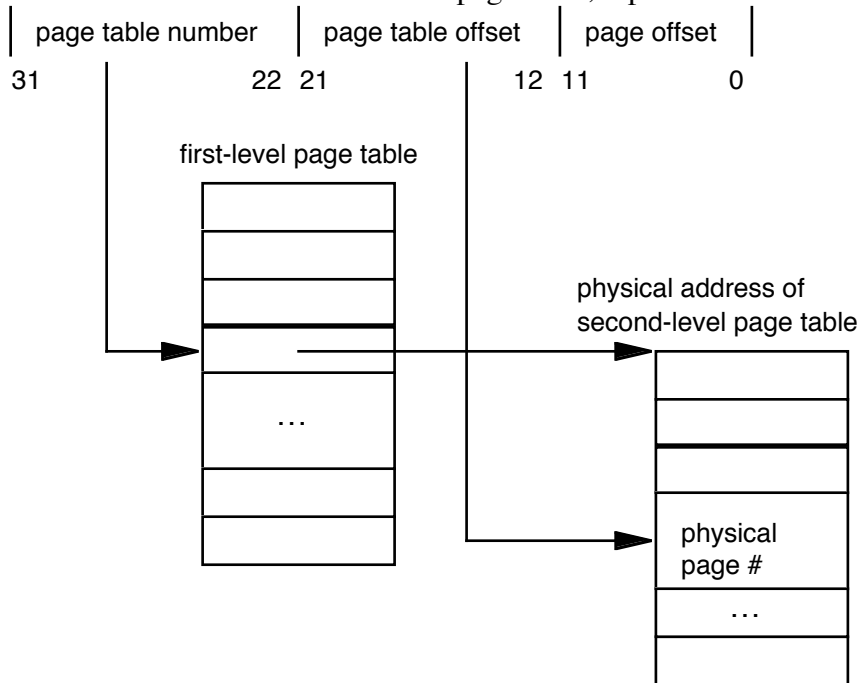 page table number page table offset page offset
31 22 21 12 11 0
first-level page table
physical address of
second-level page table
...
physical
page #
...